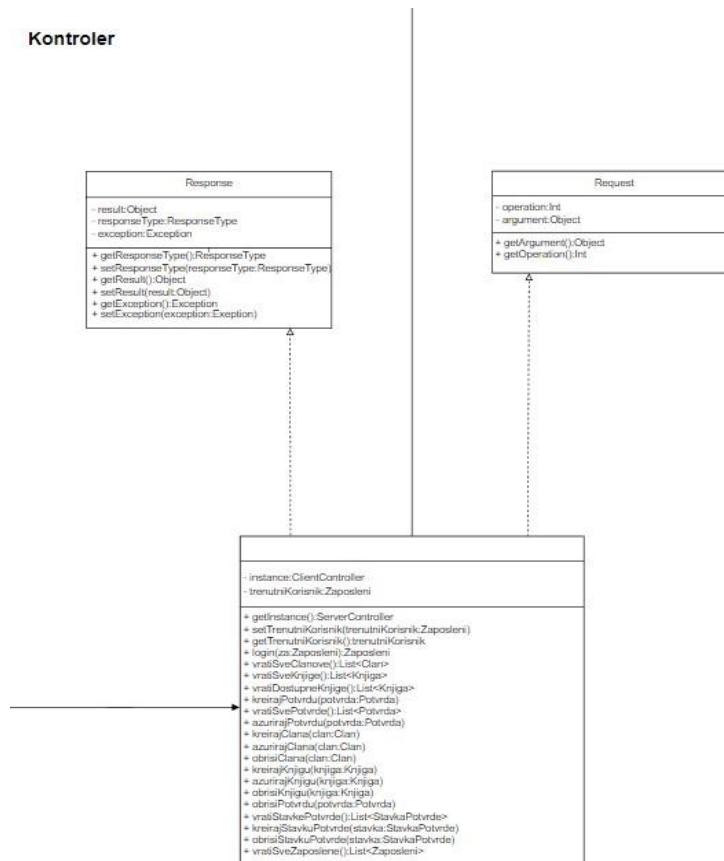 Kontroler
Response
- result:Object
- responseType:ResponseType
- exception:Exception
+ getResponseType():ResponseType
+ setResponseType(responseType:ResponseType)
+ getResult():Object
+ setResult(result:Object)
+ getException():Exception
+ setException(exception:Exeption)
Request
- operation:Int
- argument:Object
+ getArgument():Object
+ getOperation():Int
- instance:ClientController
- trenutniKorisnik:Zaposleni
+ getInstance():ServerController
+ setTrenutniKorisnik(trenutniKorisnik:Zaposleni)
+ getTrenutniKorisnik():trenutniKorisnik
+ login(za:Zaposleni):Zaposleni
+ vratiSveClanove():List<Clan>
+ vratiSveKnjige():List<Knjiga>
+ vratiDostupneKnjige():List<Knjiga>
+ kreirajPotvrdu(potvrda:Potvrda)
+ vratiSvePotvrde():List<Potvrda>
+ azurirajPotvrdu(potvrda:Potvrda)
+ kreirajClana(clan:Clan)
+ azurirajClana(clan:Clan)
+ obrisiClana(clan:Clan)
+ kreirajKnjigu(knjiga:Knjiga)
+ azurirajKnjigu(knjiga:Knjiga)
+ obrisiKnjigu(knjiga:Knjiga)
+ obrisiPotvrdu(potvrda:Potvrda)
+ vratiStavkePotvrde():List<StavkaPotvrde>
+ kreirajStavkuPotvrde(stavka:StavkaPotvrde)
+ obrisiStavkuPotvrde(stavka:StavkaPotvrde)
+ vratiSveZaposlene():List<Zaposleni>